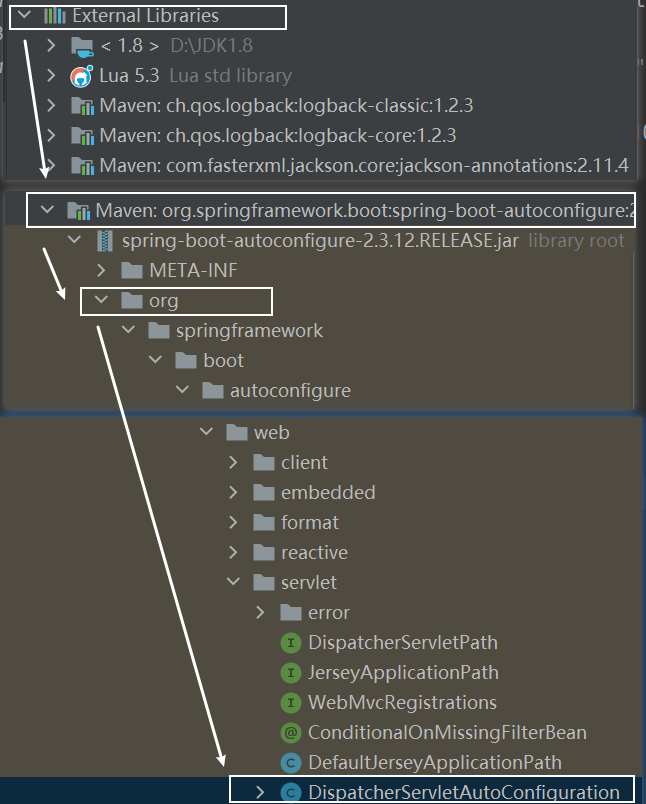 External Libraries
< 1.8 > D:\JDK1.8
Lua 5.3 Lua std library
Maven: ch.qos.logback:logback-classic:1.2.3
Maven: ch.qos.logback:logback-core:1.2.3
Maven: com.fasterxml.jackson.core:jackson-annotations:2.11.4
Maven: org.springframework.boot:spring-boot-autoconfigure:2
spring-boot-autoconfigure-2.3.12.RELEASE.jar library root
META-INF
org
springframework
boot
autoconfigure
web
client
embedded
format
reactive
servlet
error
DispatcherServletPath
JerseyApplicationPath
WebMvcRegistrations
ConditionalOnMissingFilterBean
DefaultJerseyApplicationPath
DispatcherServletAutoConfiguration